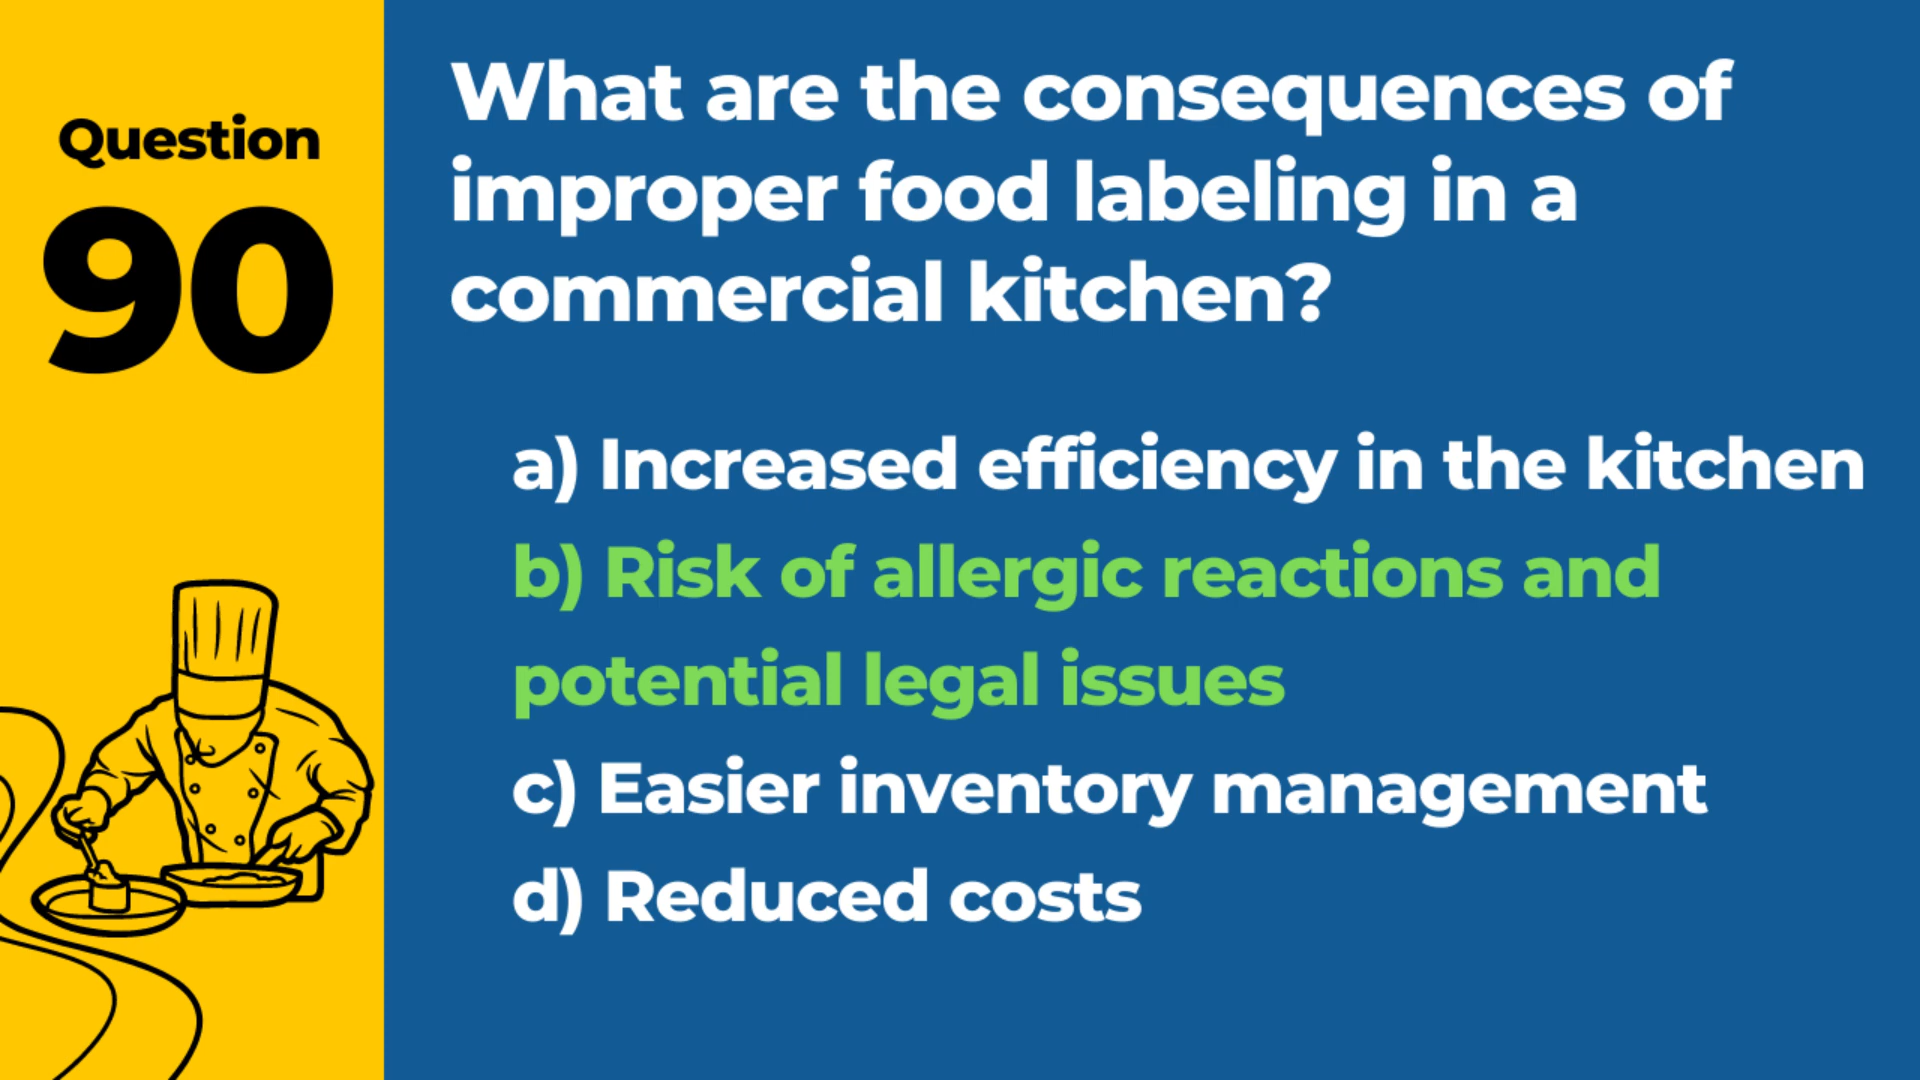 Question
90
What are the consequences of
improper food labeling in a
commercial kitchen?
a) Increased efficiency in the kitchen
b) Risk of allergic reactions and
potential legal issues
c) Easier inventory management
d) Reduced costs